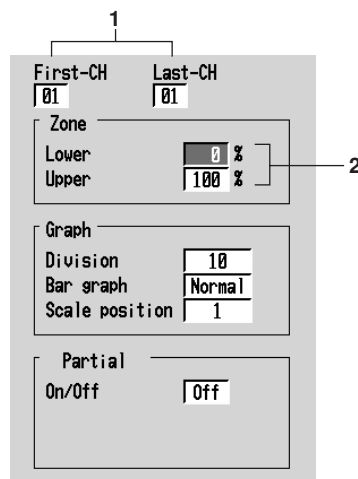 1
First-CH Last-CH
01 01
Zone
Lower 0 %
Upper 100 %
2
Graph
Division 10
Bar graph Normal
Scale position 1
Partial
On/Off Off